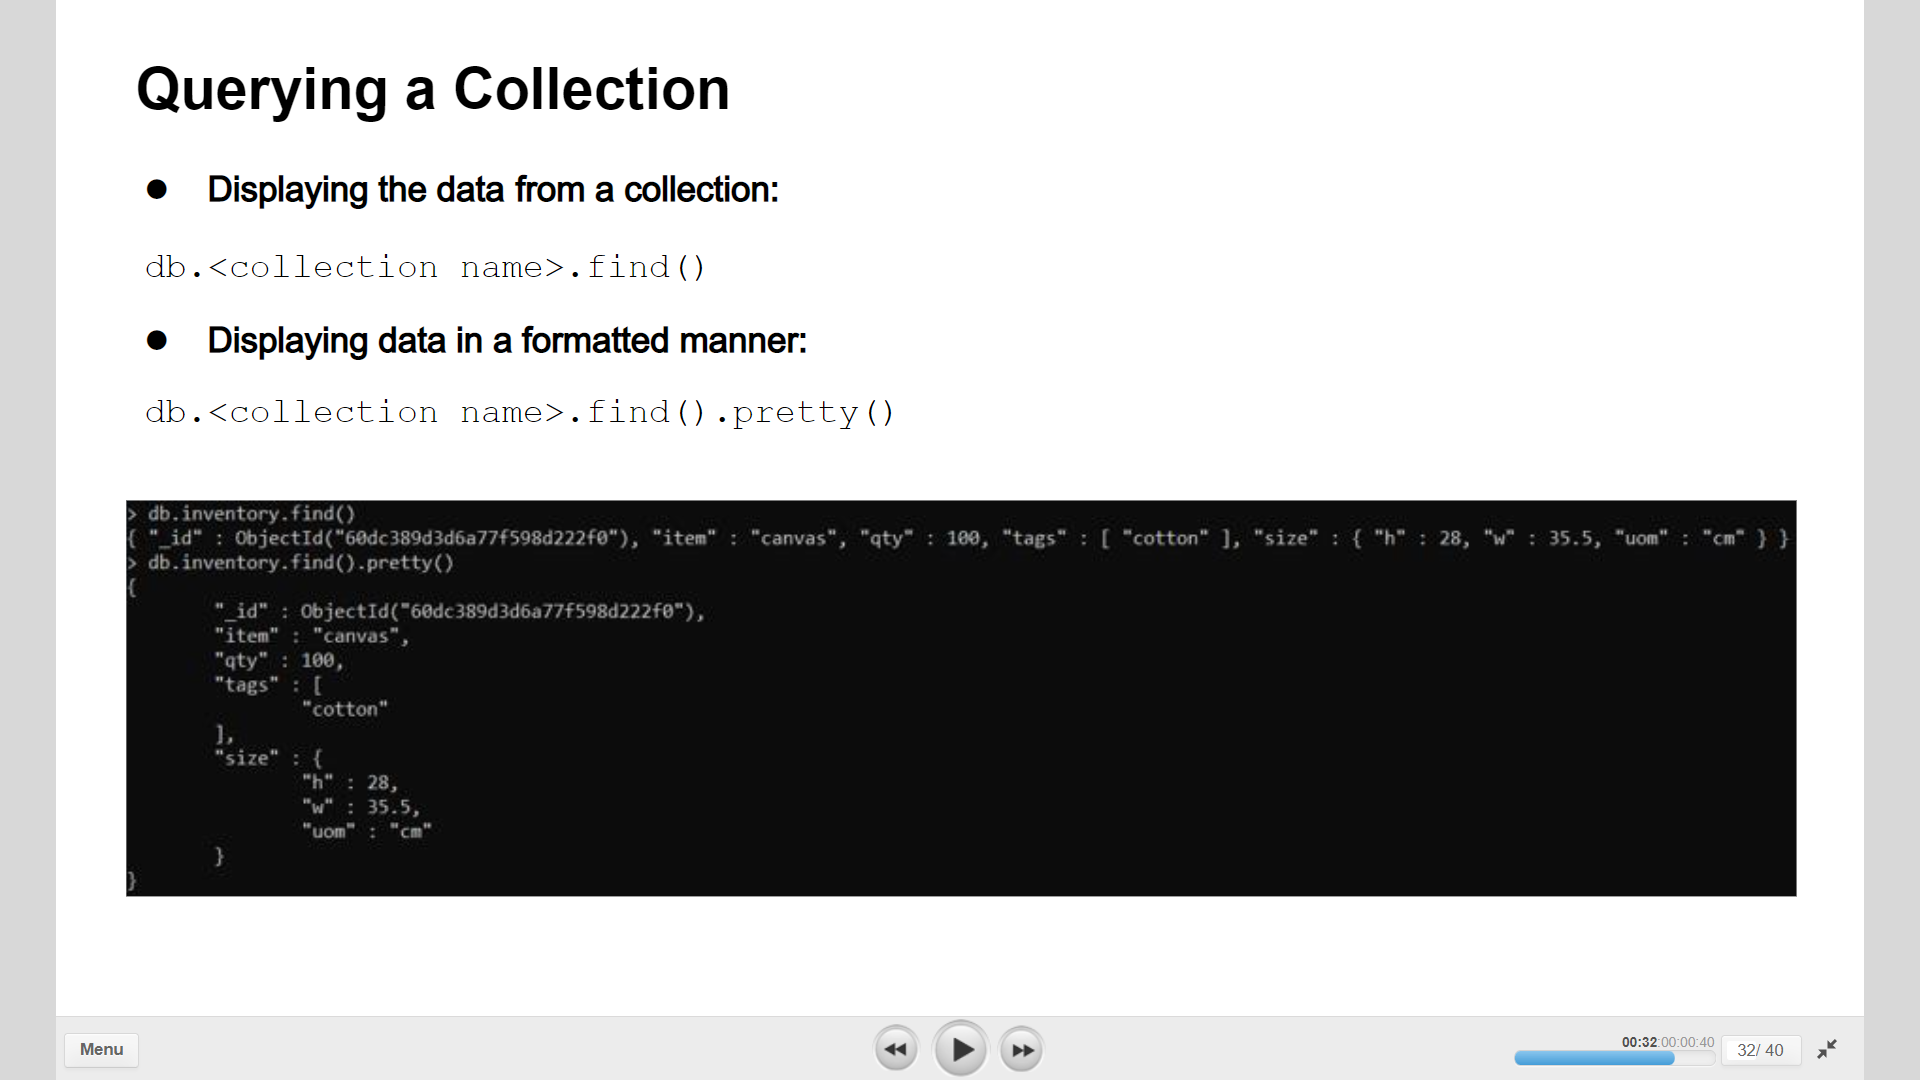 Querying a Collection
● Displaying the data from a collection:
db.<collection name>.find()
● Displaying data in a formatted manner:
db.<collection name>.find().pretty()
> db.inventory.find()
{ "_id" : ObjectId("60dc389d3d6a77f598d222f0"), "item" : "canvas", "qty" : 100, "tags" : [ "cotton" ], "size" : { "h" : 28, "w" : 35.5, "uom" : "cm" } }
> db.inventory.find().pretty()
{
"_id" : ObjectId("60dc389d3d6a77f598d222f0"),
"item" : "canvas",
"qty" : 100,
"tags" : [
"cotton"
],
"size" : {
"h" : 28,
"w" : 35.5,
"uom" : "cm"
}
}
Menu
00:32:00:00:40
32/ 40